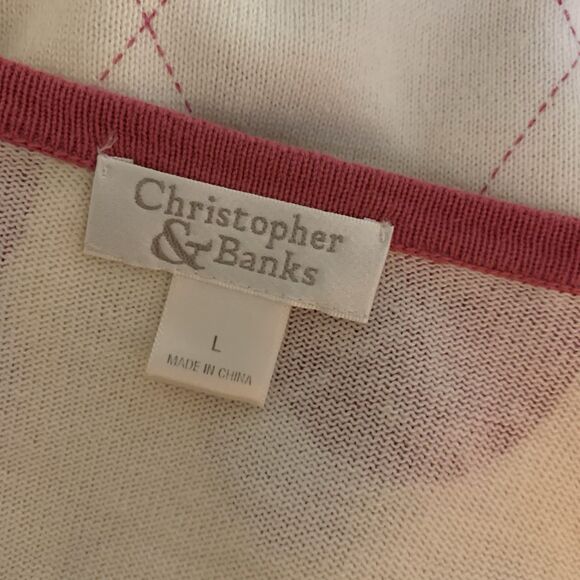 Christopher
& Banks
L
MADE IN CHINA